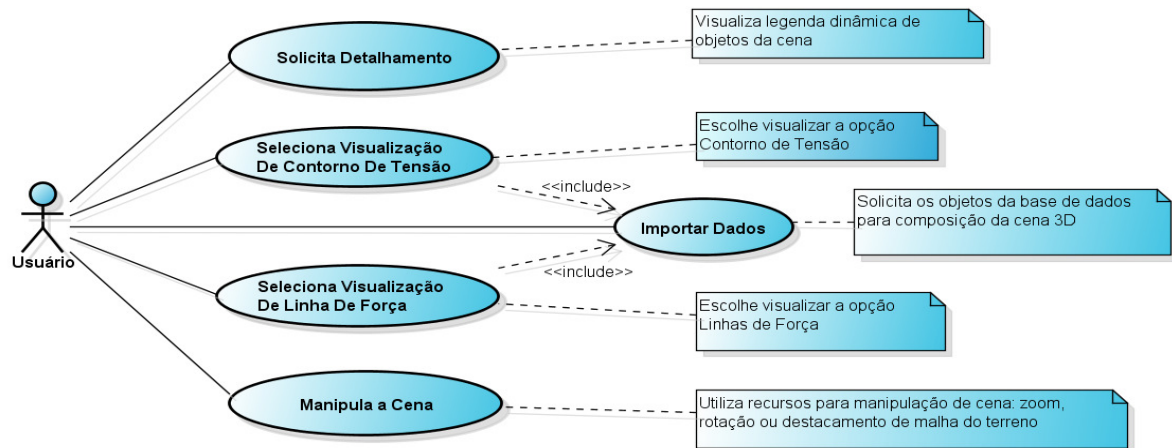 Solicita Detalhamento
Visualiza legenda dinâmica de
objetos da cena
Seleciona Visualização
De Contorno De Tensão
Escolhe visualizar a opção
Contorno de Tensão
<<include>>
Usuário
Importar Dados
Solicita os objetos da base de dados
para composição da cena 3D
<<include>>
Seleciona Visualização
De Linha De Força
Escolhe visualizar a opção
Linhas de Força
Manipula a Cena
Utiliza recursos para manipulação de cena: zoom,
rotação ou destacamento de malha do terreno